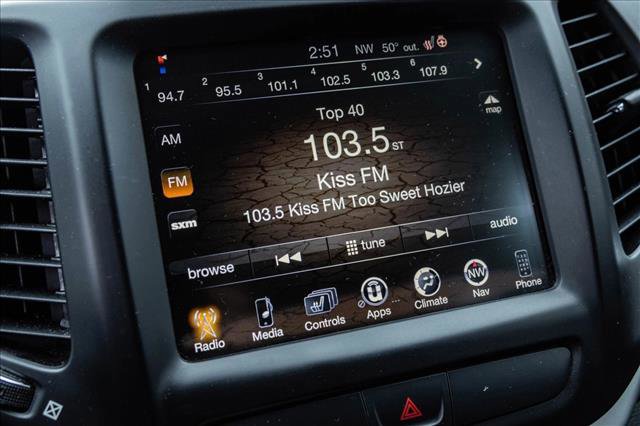 2:51 NW 50° out.
1 94.7 2 95.5 3 101.1 4 102.5 5 103.3 6 107.9
Top 40
map
AM
103.5 ST
FM
Kiss FM
103.5 Kiss FM Too Sweet Hozier
sxm
browse tune audio
NW
Radio Media Controls Apps Climate Nav Phone